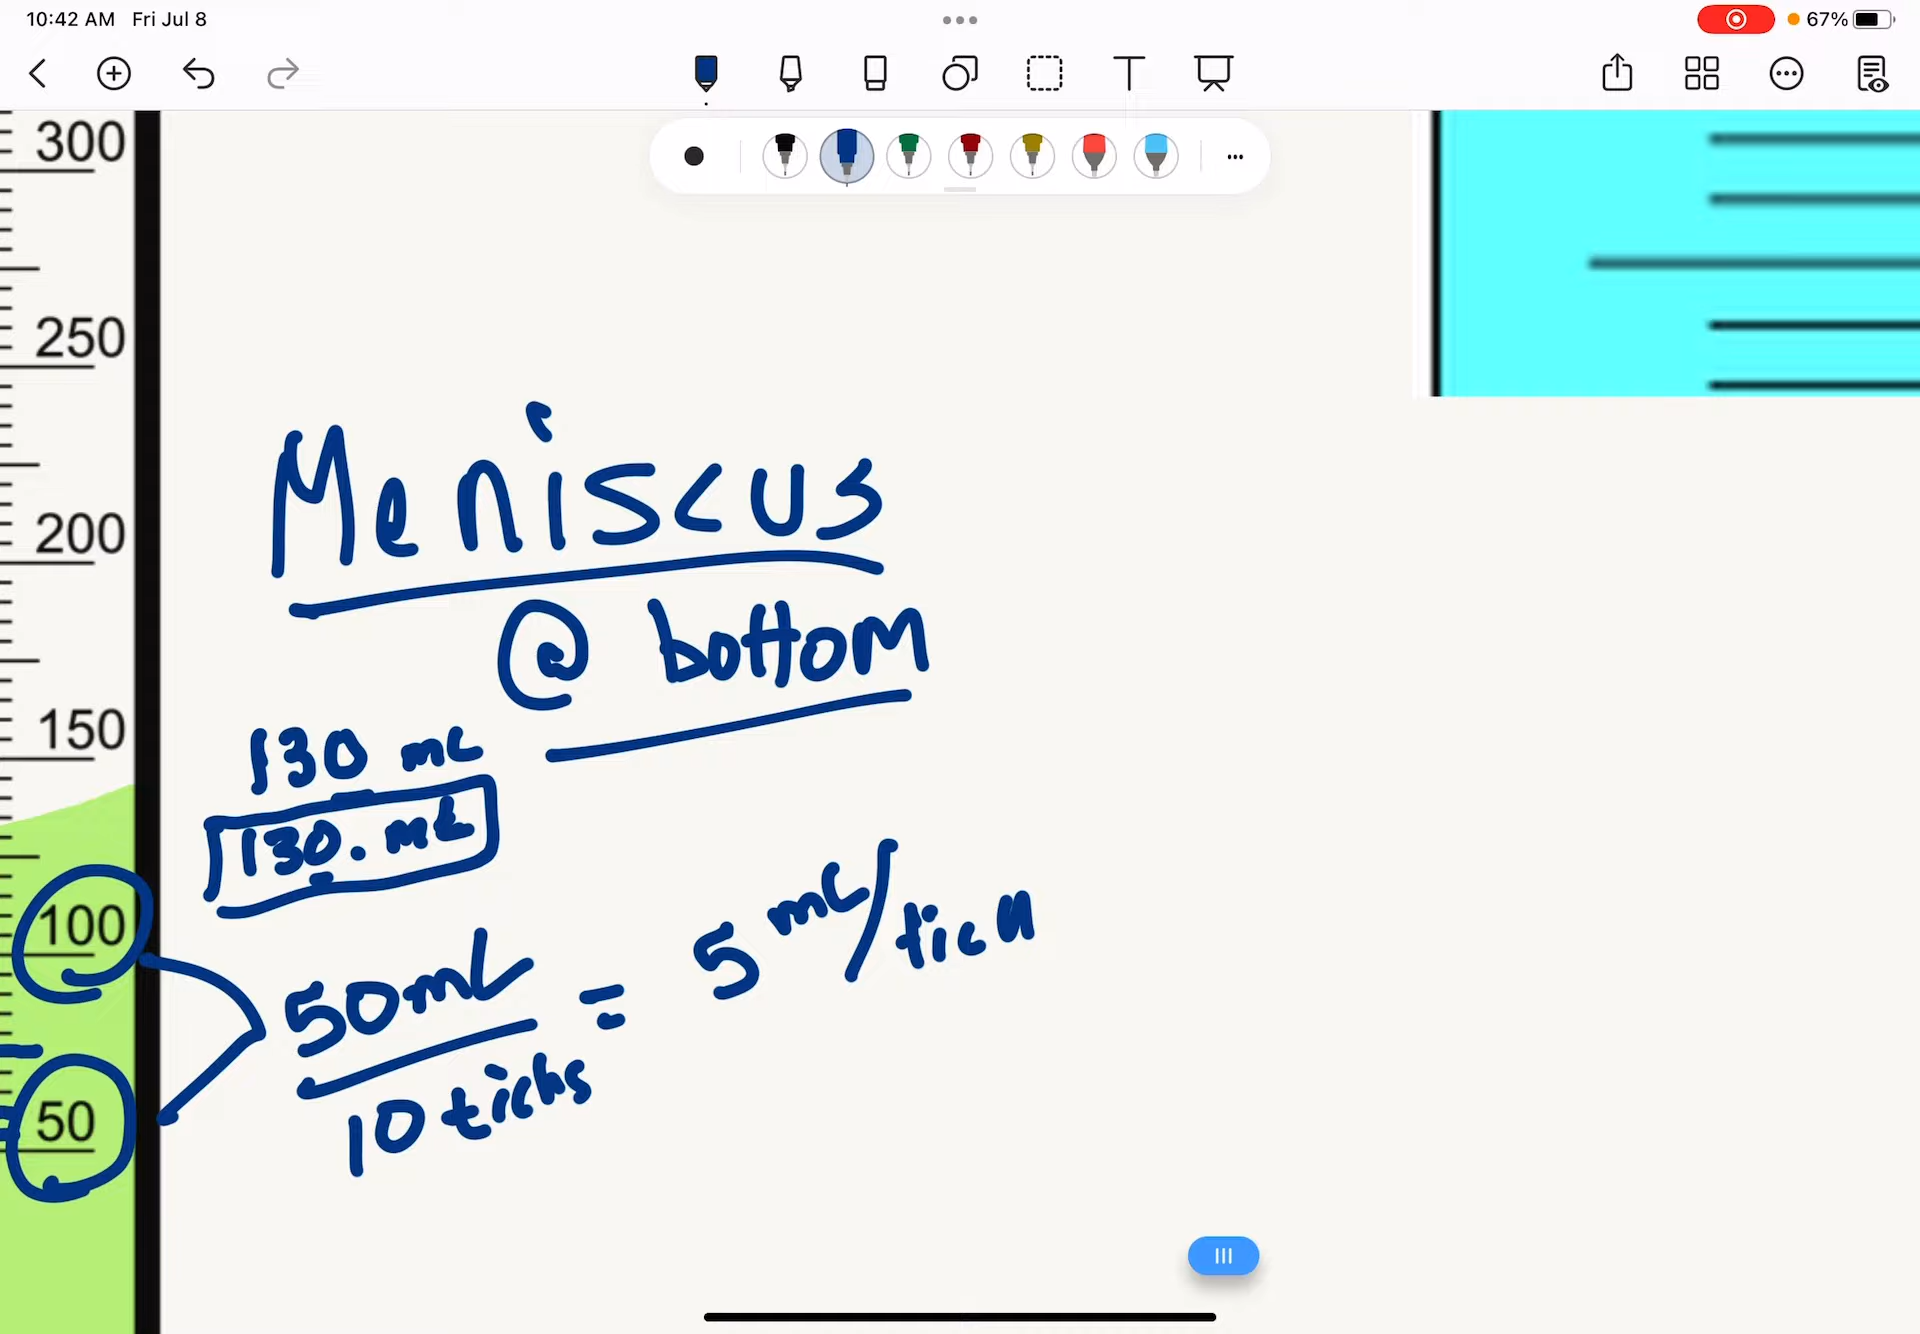 10:42 AM Fri Jul 8
67%
300
250
200
150
100
50
Meniscus
@ bottom
130 mL
130. mL
50mL = 5 mL/tick
10 ticks